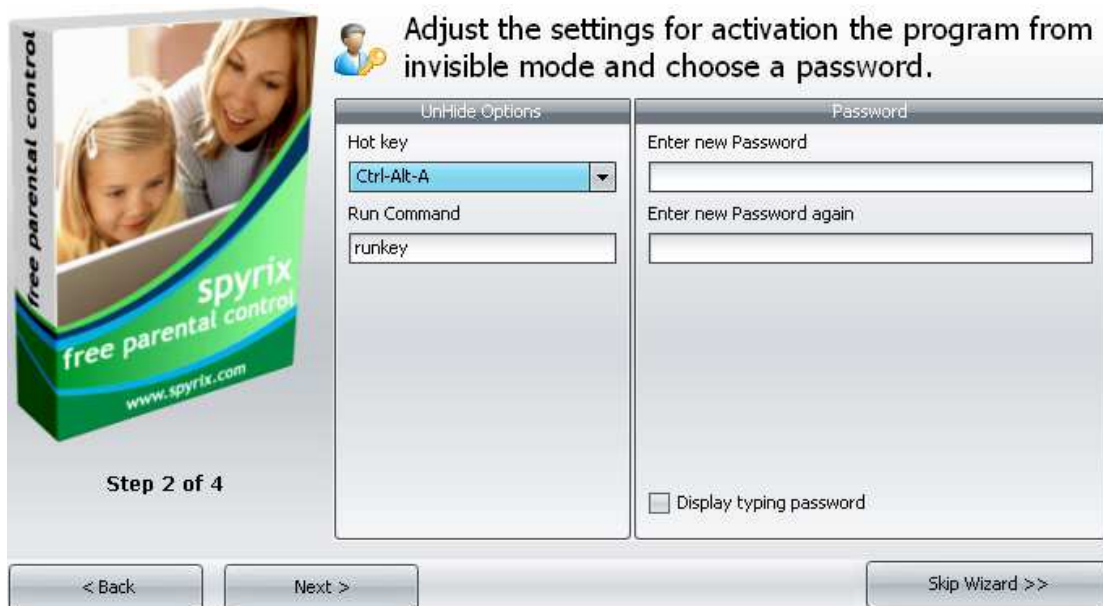 free parental control
spyrix
free parental control
www.spyrix.com
Step 2 of 4
Adjust the settings for activation the program from
invisible mode and choose a password.
UnHide Options
Hot key
Ctrl-Alt-A
Run Command
runkey
Password
Enter new Password
Enter new Password again
Display typing password
< Back
Next >
Skip Wizard >>